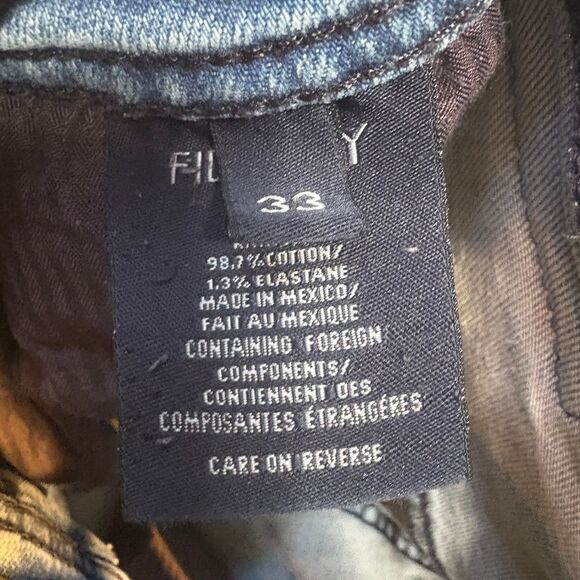 33
98.7% COTTON/
1.3% ELASTANE
MADE IN MEXICO/
FAIT AU MEXIQUE
CONTAINING FOREIGN
COMPONENTS/
CONTIENNENT DES
COMPOSANTES ÉTRANGÉRES
CARE ON REVERSE